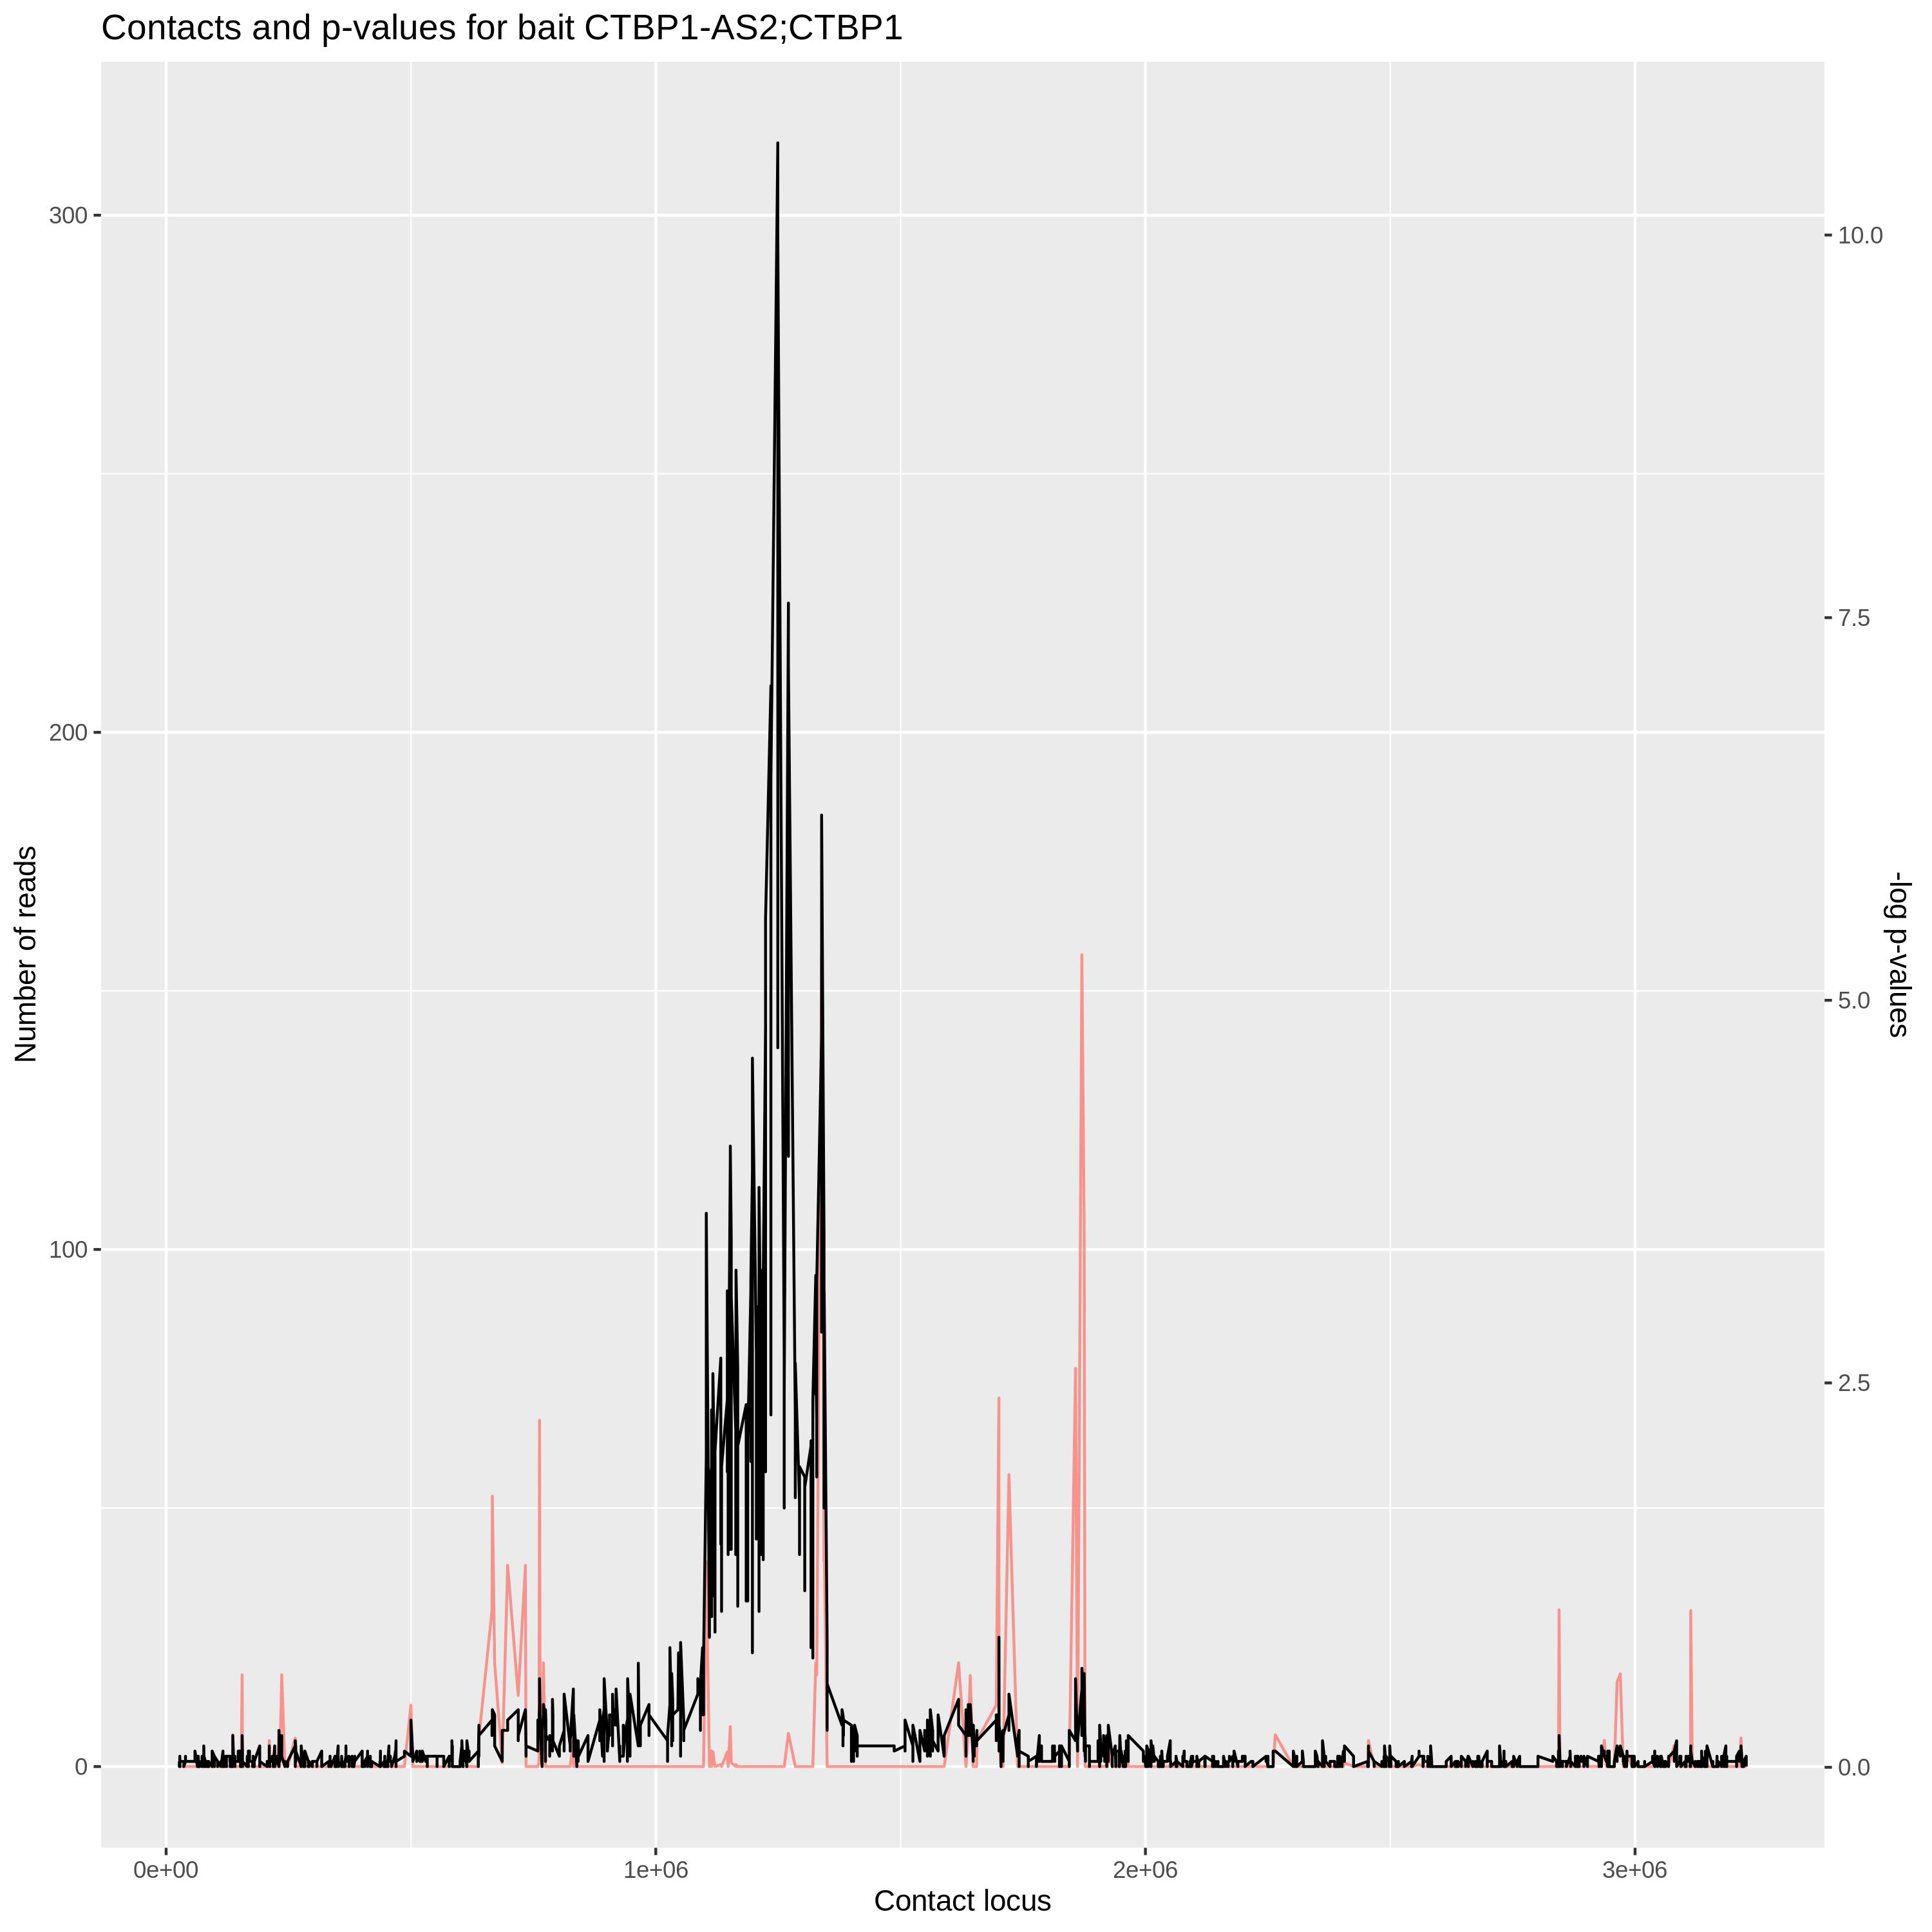 Contacts and p-values for bait CTBP1-AS2;CTBP1
300
200
100
0
Number of reads
10.0
7.5
5.0
2.5
0.0
-log p-values
0e+00
1e+06
2e+06
3e+06
Contact locus